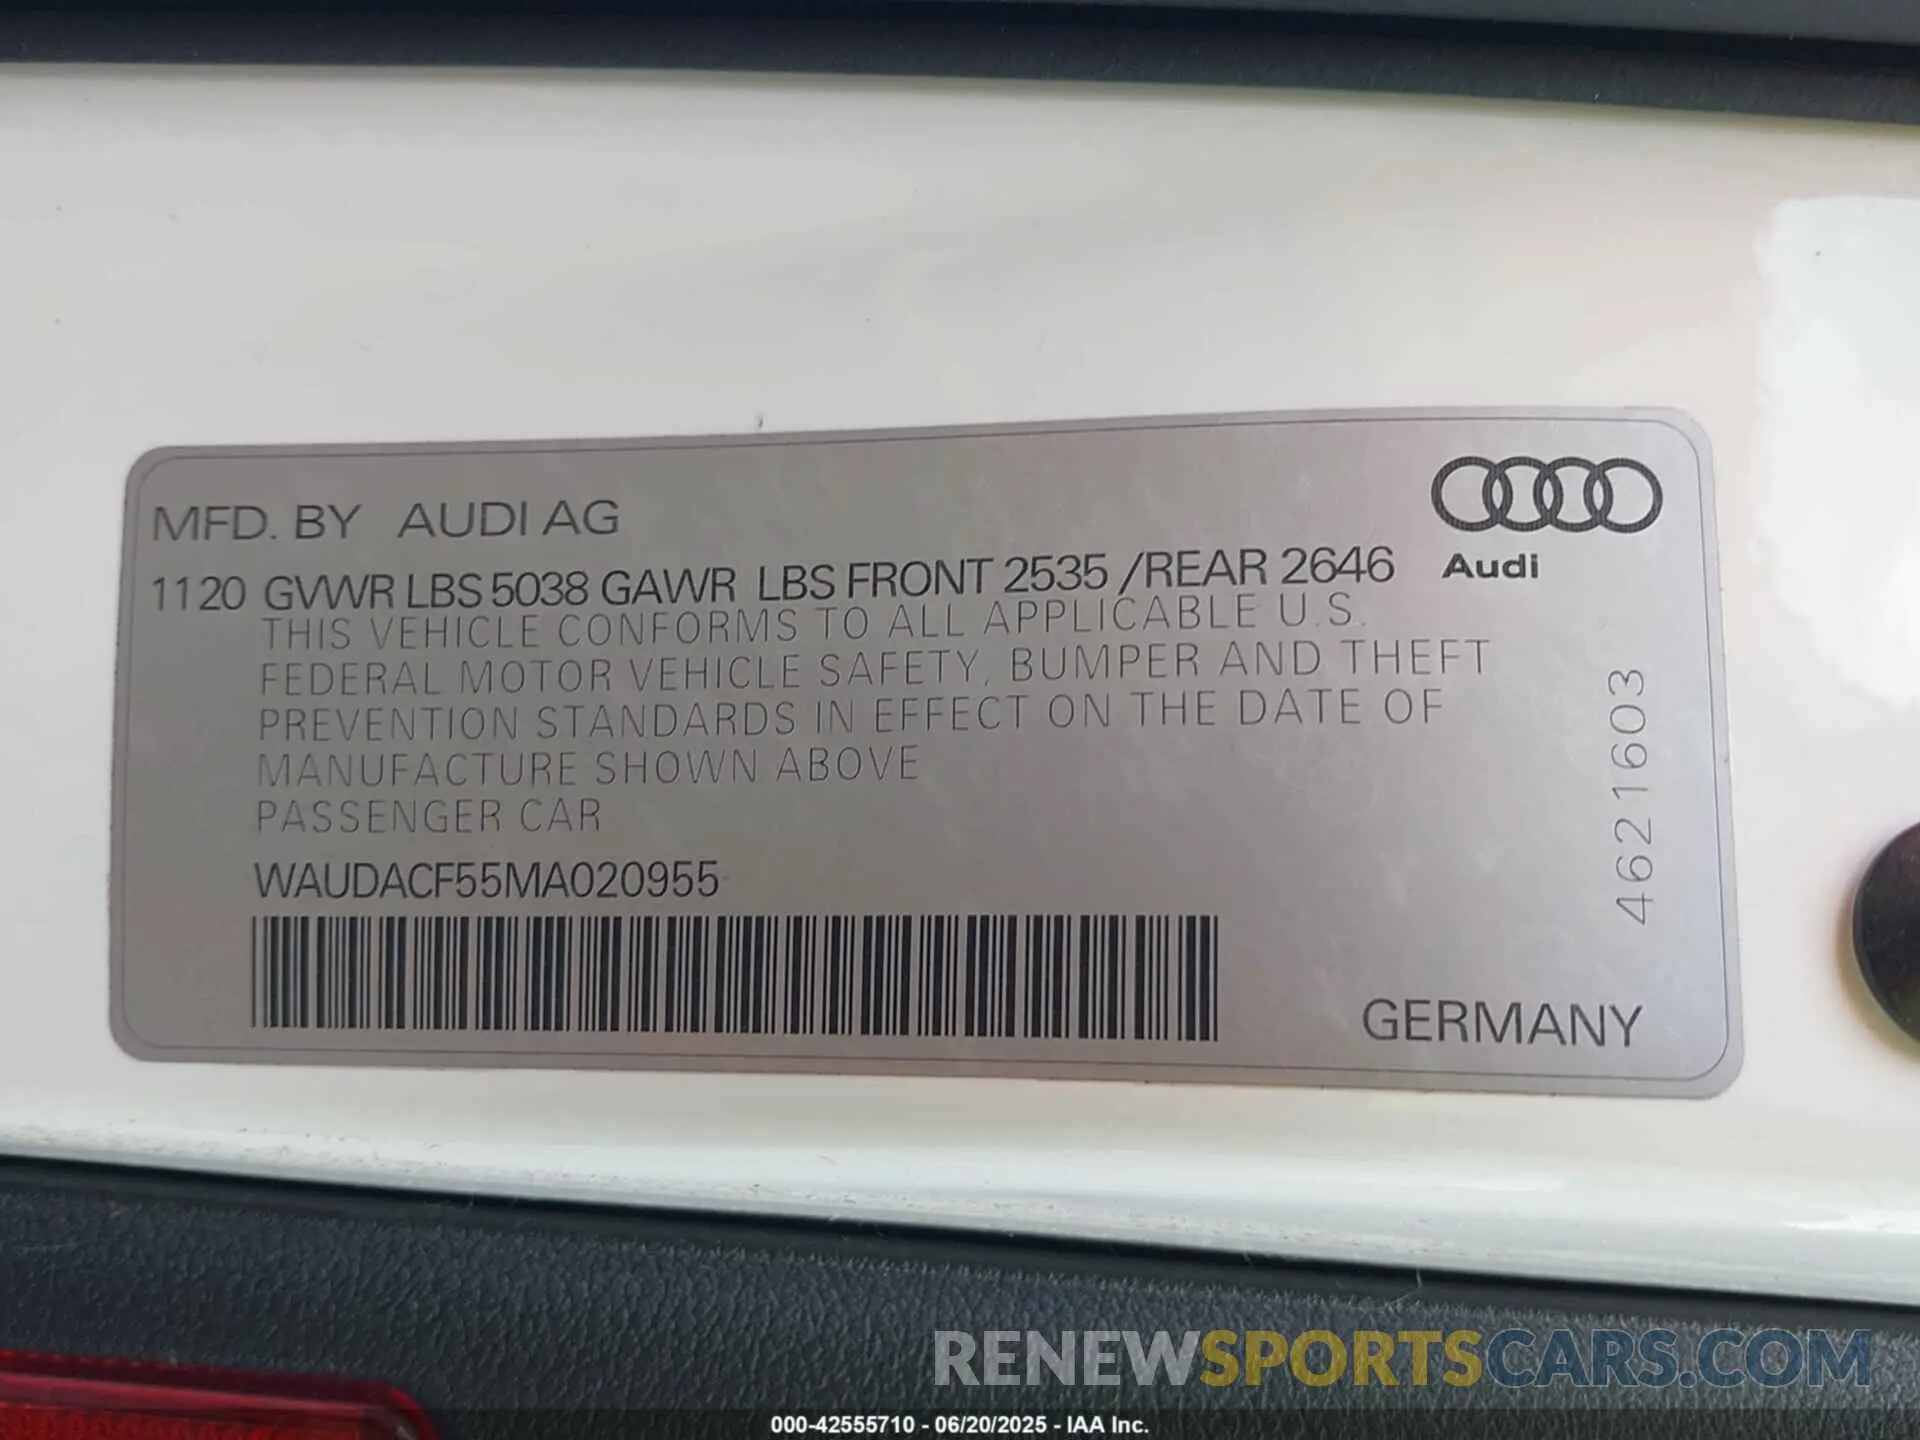 MFD. BY AUDI AG
Audi
1120 GVWR LBS 5038 GAWR LBS FRONT 2535 /REAR 2646
THIS VEHICLE CONFORMS TO ALL APPLICABLE U.S.
FEDERAL MOTOR VEHICLE SAFETY, BUMPER AND THEFT
PREVENTION STANDARDS IN EFFECT ON THE DATE OF
MANUFACTURE SHOWN ABOVE
PASSENGER CAR
WAUDACF55MA020955
4621603
GERMANY
RENEWSPORTSCARS.COM
000-42555710 - 06/20/2025 - IAA Inc.